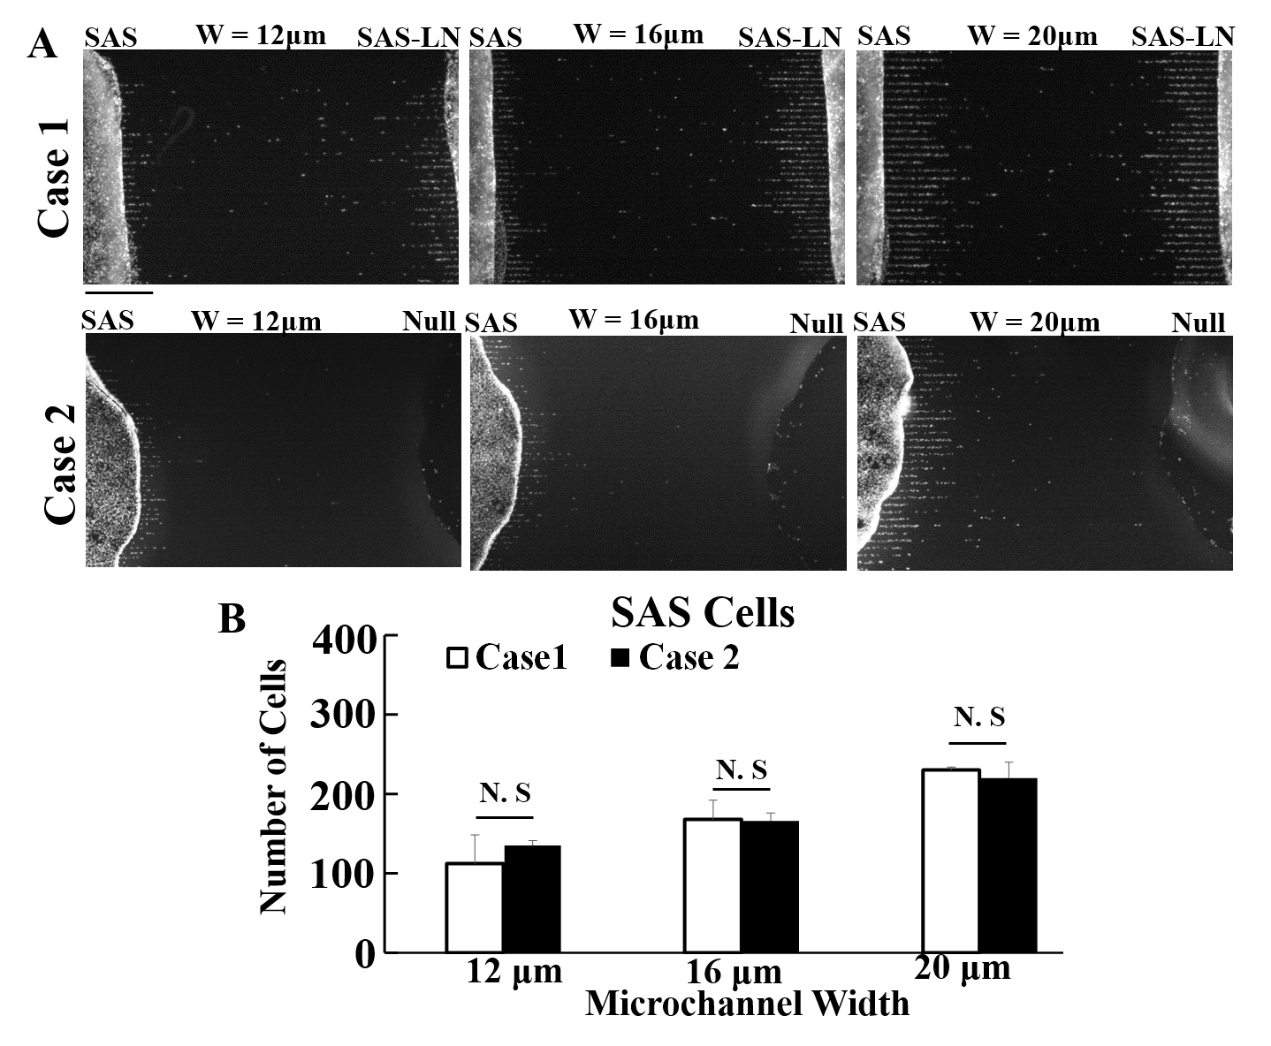 A
SAS W = 12μm SAS-LN SAS W = 16μm SAS-LN SAS W = 20μm SAS-LN
Case 1
SAS W = 12μm Null SAS W = 16μm Null SAS W = 20μm Null
Case 2
B
SAS Cells
Case1 Case 2
Number of Cells
400
300
200
100
0
N. S
N. S
N. S
12 μm 16 μm 20 μm
Microchannel Width